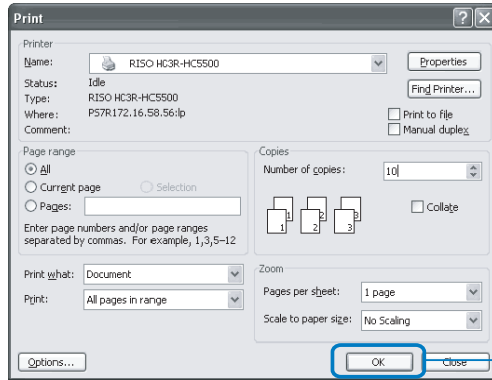 Print
Printer
Name: RISO HC3R-HC5500 Properties
Status: Idle Find Printer...
Type: RISO HC3R-HC5500
Where: PS7R172.16.58.56:lp Print to file
Comment: Manual duplex
Page range
All
Current page Selection
Pages:
Enter page numbers and/or page ranges
separated by commas. For example, 1,3,5–12
Copies
Number of copies: 10
1 1 2 2 3 3
Collate
Print what: Document
Print: All pages in range
Zoom
Pages per sheet: 1 page
Scale to paper size: No Scaling
Options... OK Close